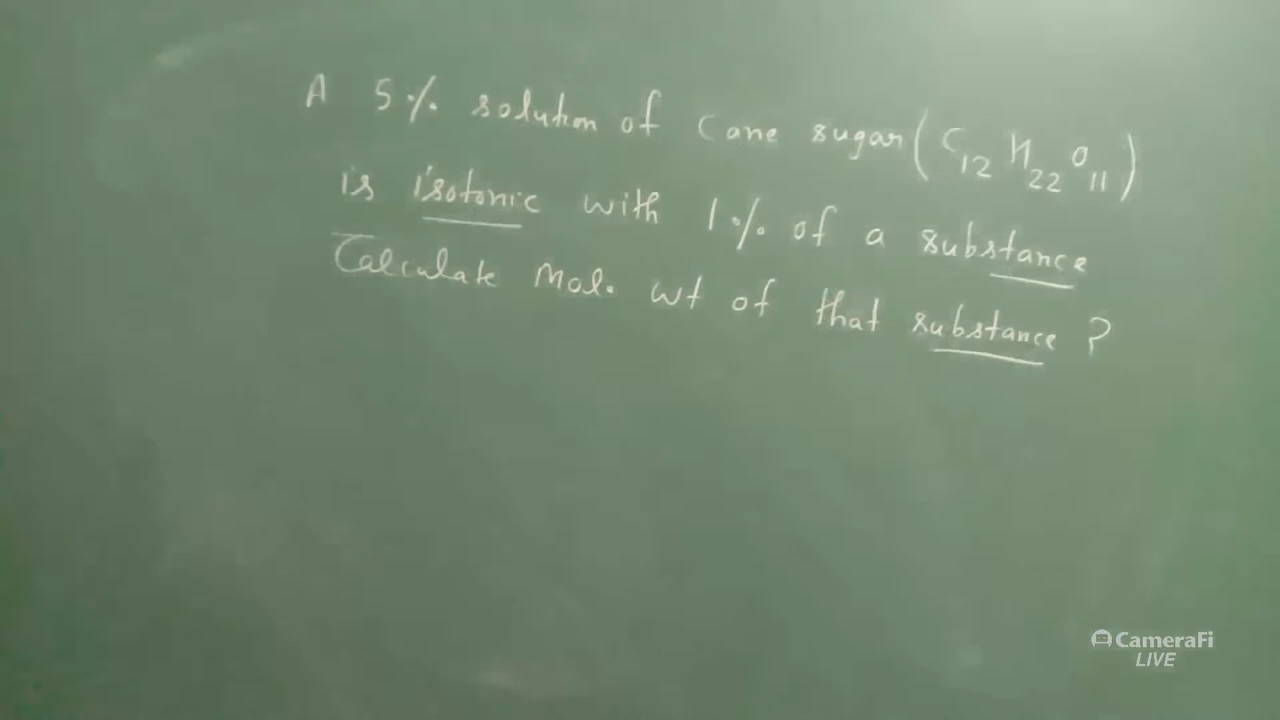 A 5% solution of Cane sugar (C12 H22 O11)
is isotonic with 1% of a substance
Calculate Mol. wt of that substance ?
CameraFi
LIVE